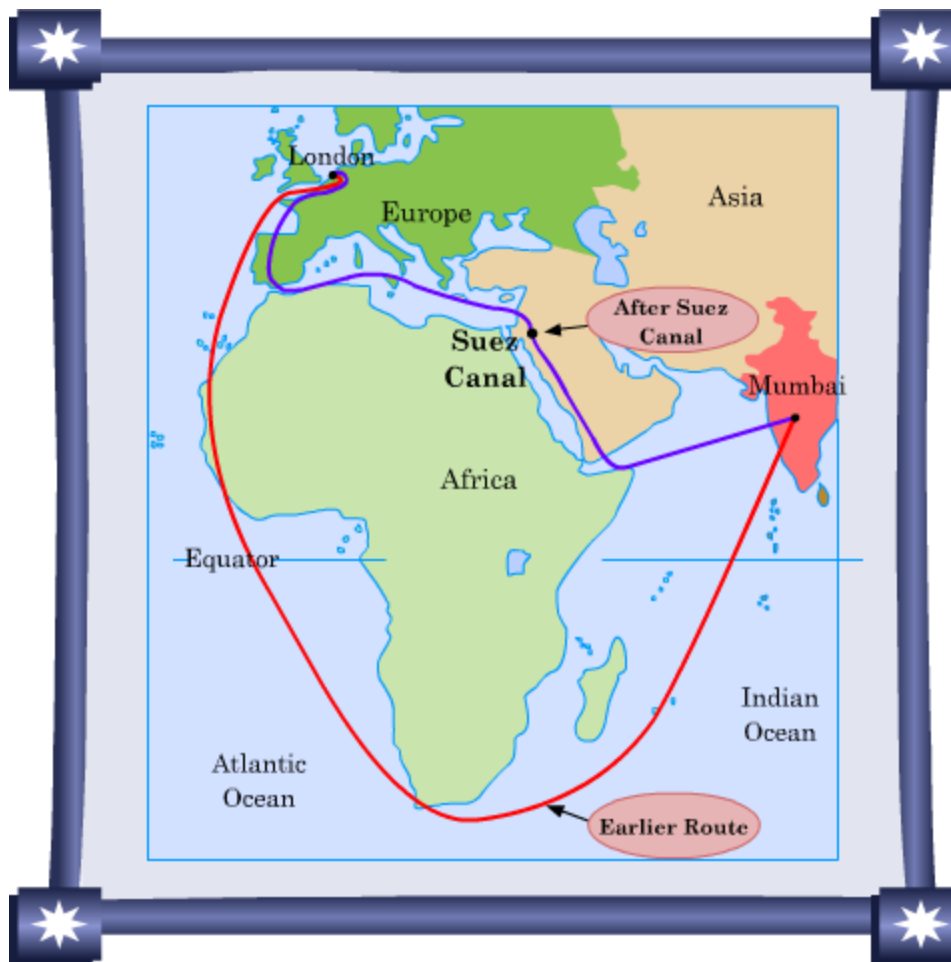 London
Europe
Asia
After Suez
Canal
Suez
Canal
Mumbai
Africa
Equator
Indian
Ocean
Atlantic
Ocean
Earlier Route